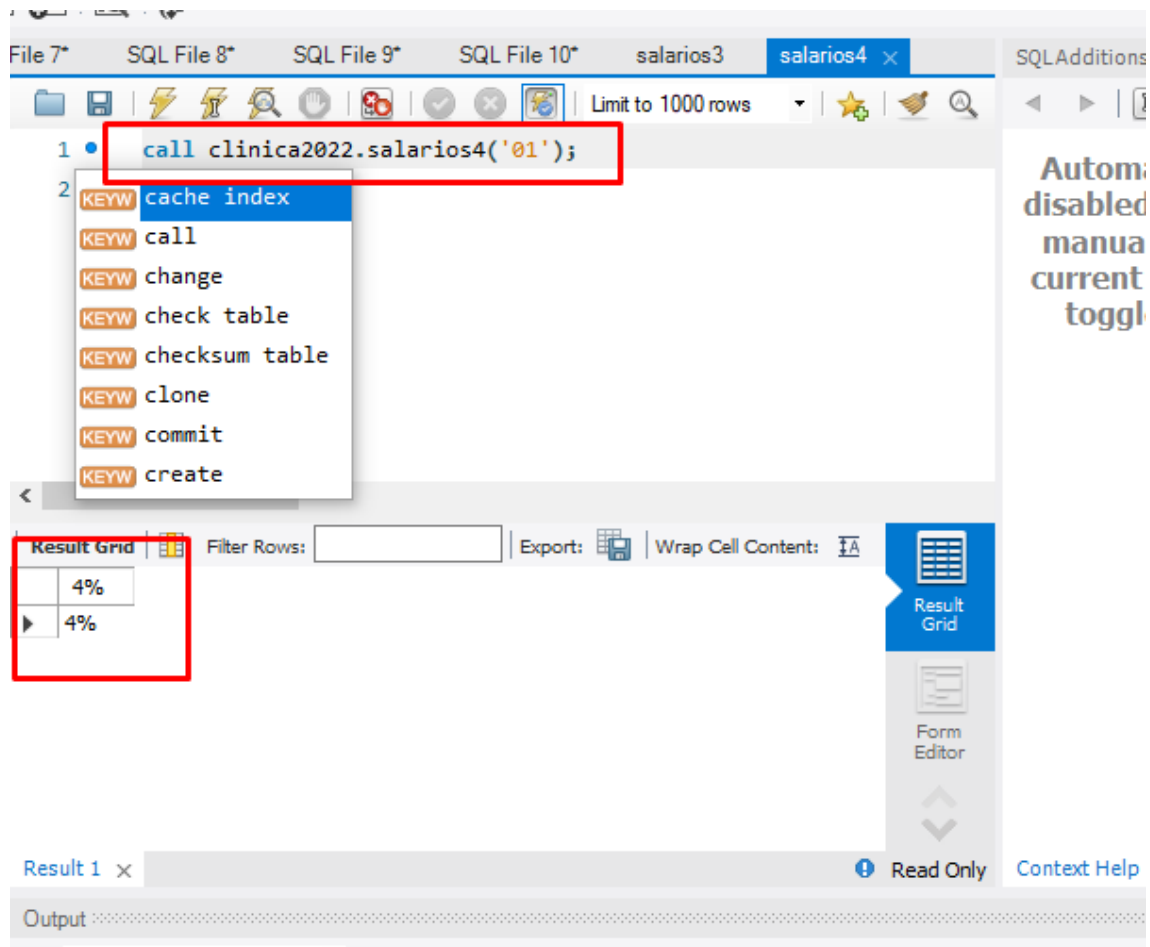 File 7*
SQL File 8*
SQL File 9*
SQL File 10*
salarios3
salarios4
SQLAdditions
Limit to 1000 rows
1
call clinica2022.salarios4('01');
2
KEYW cache index
KEYW call
KEYW change
KEYW check table
KEYW checksum table
KEYW clone
KEYW commit
KEYW create
disabled
current
Result Grid
Filter Rows:
Export:
Wrap Cell Content:
IA
4%
4%
Result
Grid
Form
Editor
Result 1
Read Only
Context Help
Output